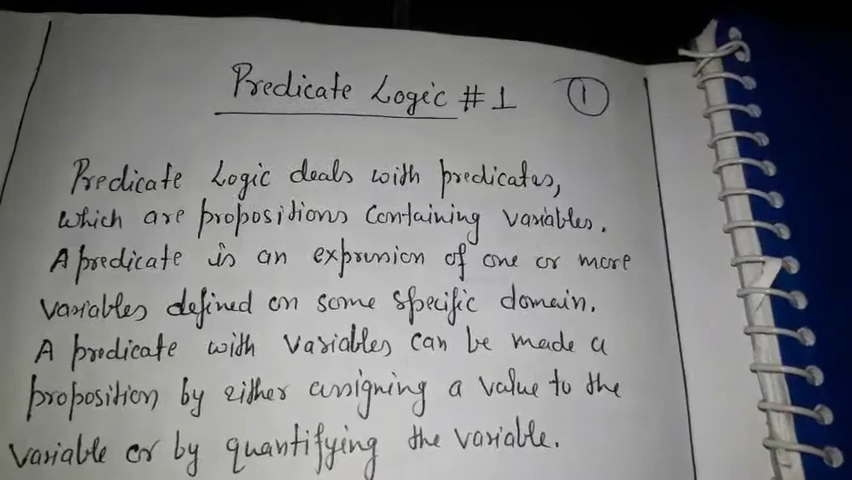 Predicate Logic #1
1
Predicate Logic deals with predicates,
which are propositions containing variables.
A predicate is an expression of one or more
variables defined on some specific domain.
A predicate with variables can be made a
proposition by either assigning a value to the
variable or by quantifying the variable.